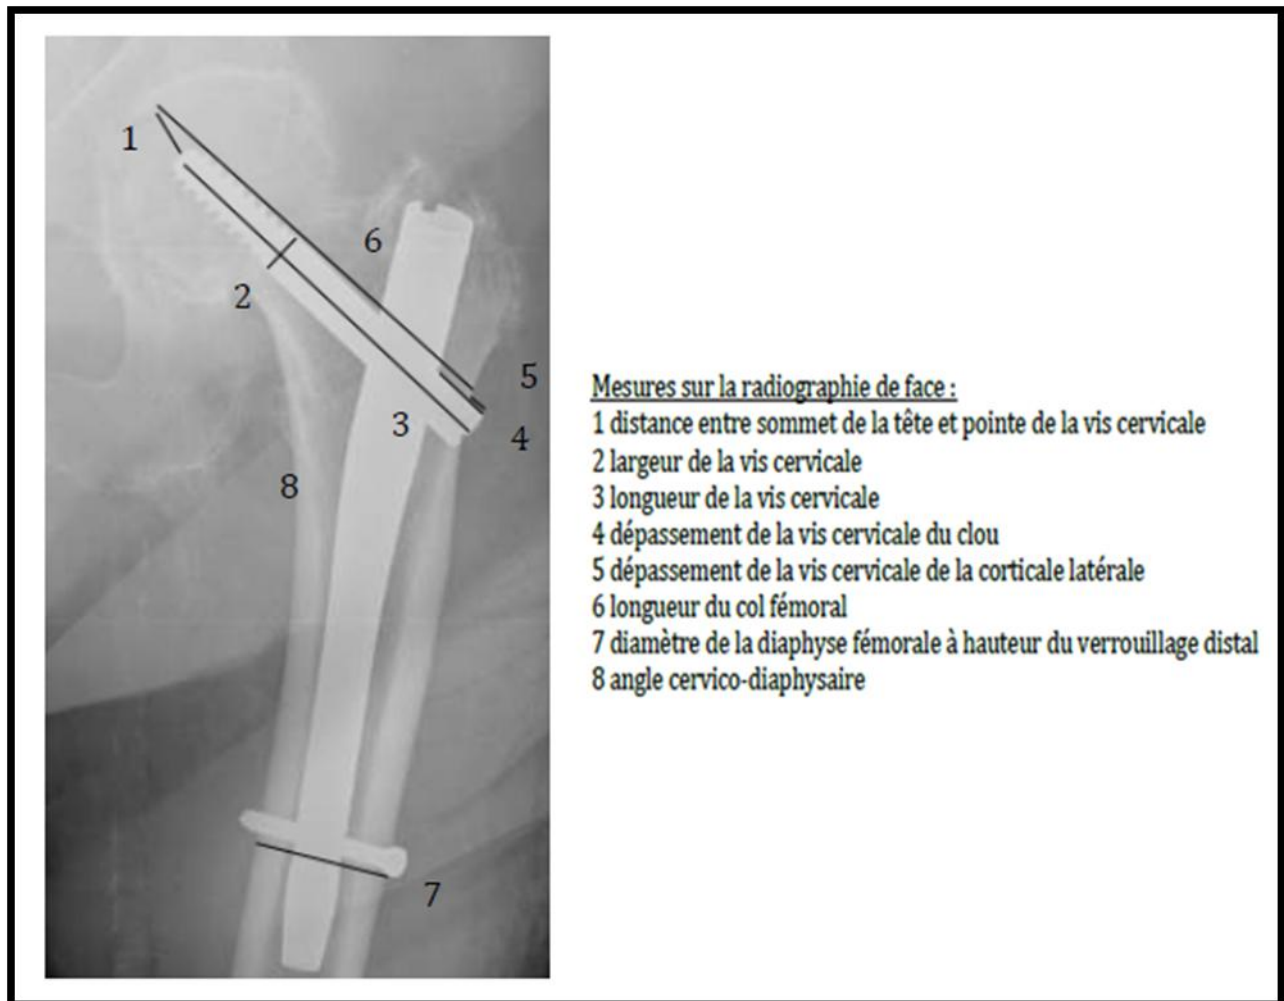 1
6
2
5
3
4
8
7
Mesures sur la radiographie de face :
1 distance entre sommet de la tête et pointe de la vis cervicale
2 largeur de la vis cervicale
3 longueur de la vis cervicale
4 dépassement de la vis cervicale du clou
5 dépassement de la vis cervicale de la corticale latérale
6 longueur du col fémoral
7 diamètre de la diaphyse fémorale à hauteur du verrouillage distal
8 angle cervico-diaphysaire